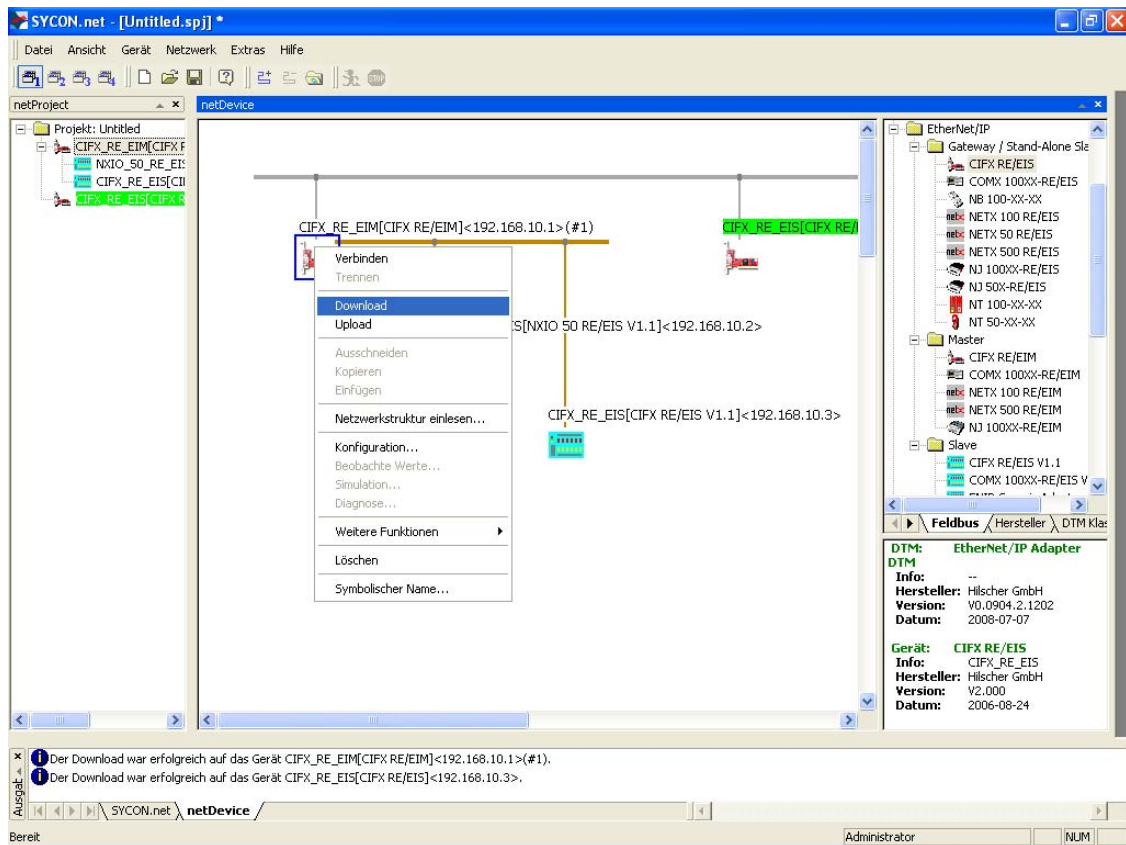 SYCON.net - [Untitled.spj] *
Datei Ansicht Gerät Netzwerk Extras Hilfe
netProject
Projekt: Untitled
CIFX_RE_EIM[CIFX R
NXIO_50_RE_EIS
CIFX_RE_EIS[CI
CIFX_RE_EIS[CIFX R
netDevice
CIFX_RE_EIM[CIFX RE/EIM]<192.168.10.1>(#1)
CIFX_RE_EIS[CIFX RE/
S[NXIO 50 RE/EIS V1.1]<192.168.10.2>
CIFX_RE_EIS[CIFX RE/EIS V1.1]<192.168.10.3>
Verbinden
Trennen
Download
Upload
Ausschneiden
Kopieren
Einfügen
Netzwerkstruktur einlesen...
Konfiguration...
Beobachte Werte...
Simulation...
Diagnose...
Weitere Funktionen
Löschen
Symbolischer Name...
EtherNet/IP
Gateway / Stand-Alone Sla
CIFX RE/EIS
COMX 100XX-RE/EIS
NB 100-XX-XX
NETX 100 RE/EIS
NETX 50 RE/EIS
NETX 500 RE/EIS
NJ 100XX-RE/EIS
NJ 50X-RE/EIS
NT 100-XX-XX
NT 50-XX-XX
Master
CIFX RE/EIM
COMX 100XX-RE/EIM
NETX 100 RE/EIM
NETX 500 RE/EIM
NJ 100XX-RE/EIM
Slave
CIFX RE/EIS V1.1
COMX 100XX-RE/EIS V
Feldbus Hersteller DTM Klas
DTM: EtherNet/IP Adapter
DTM
Info: --
Hersteller: Hilscher GmbH
Version: V0.0904.2.1202
Datum: 2008-07-07
Gerät: CIFX RE/EIS
Info: CIFX_RE_EIS
Hersteller: Hilscher GmbH
Version: V2.000
Datum: 2006-08-24
Der Download war erfolgreich auf das Gerät CIFX_RE_EIM[CIFX RE/EIM]<192.168.10.1>(#1).
Der Download war erfolgreich auf das Gerät CIFX_RE_EIS[CIFX RE/EIS]<192.168.10.3>.
Ausgab
SYCON.net netDevice
Bereit
Administrator
NUM